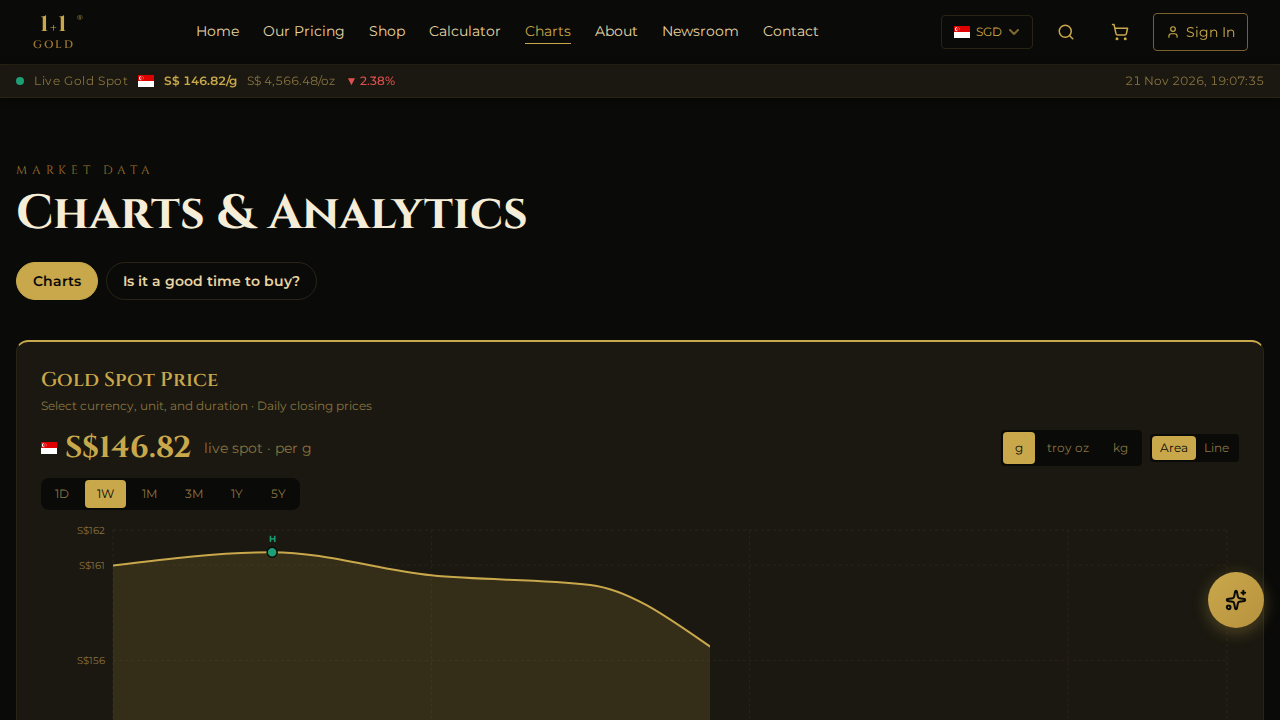 1+1 ®
GOLD
Home Our Pricing Shop Calculator Charts About Newsroom Contact
SGD
Sign In
Live Gold Spot S$ 146.82/g S$ 4,566.48/oz ▼ 2.38%
21 Nov 2026, 19:07:35
MARKET DATA
Charts & Analytics
Charts Is it a good time to buy?
Gold Spot Price
Select currency, unit, and duration · Daily closing prices
S$146.82 live spot · per g
g troy oz kg Area Line
1D 1W 1M 3M 1Y 5Y
S$162
H
S$161
S$156